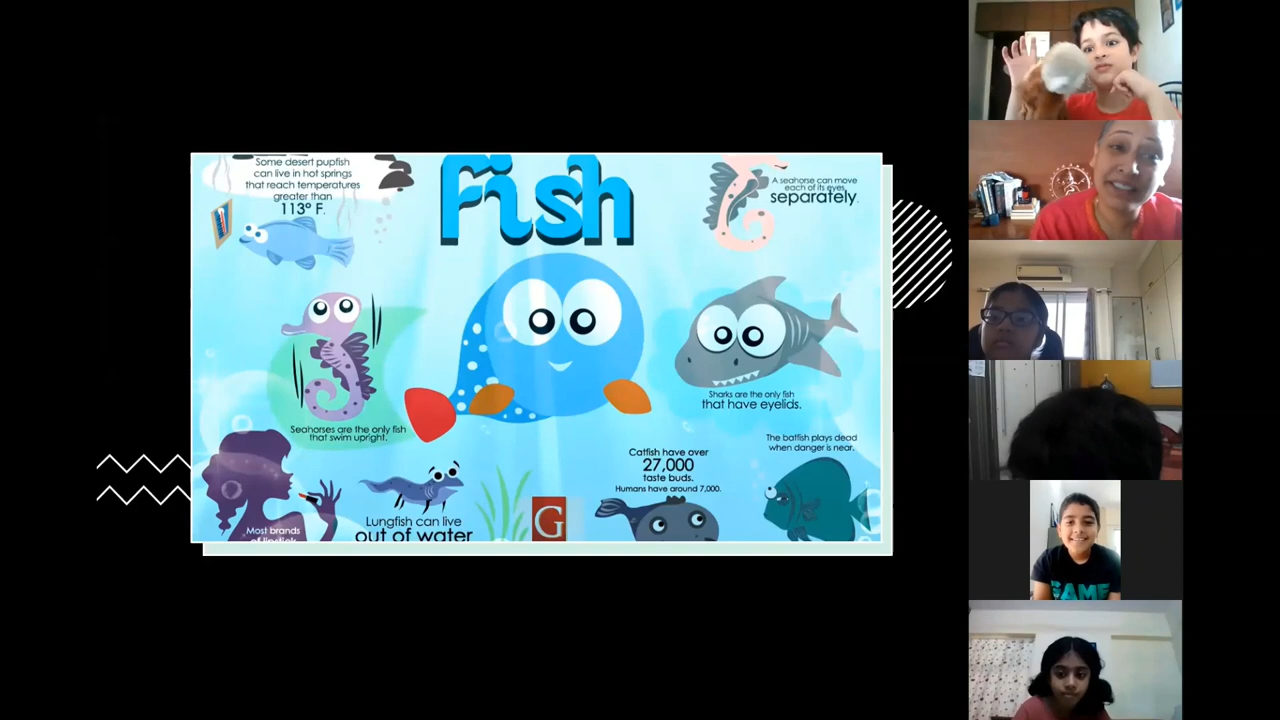 Some desert pupfish
can live in hot springs
that reach temperatures
greater than
113º F.
Fish
A seahorse can move
each of its eyes
separately.
Seahorses are the only fish
that swim upright.
Sharks are the only fish
that have eyelids.
Most brands
of lipstick
Lungfish can live
out of water
G
Catfish have over
27,000
taste buds.
Humans have around 7,000.
The batfish plays dead
when danger is near.
GAME